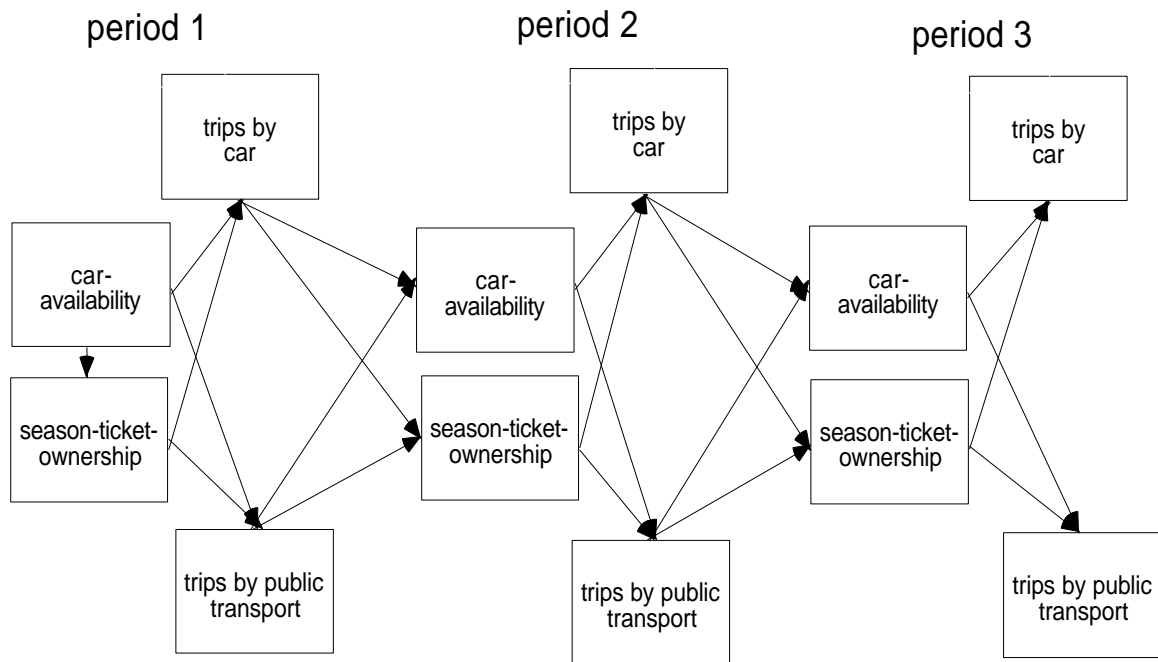 period 1
period 2
period 3
trips by
car
trips by
car
trips by
car
car-
availability
car-
availability
car-
availability
season-ticket-
ownership
season-ticket-
ownership
season-ticket-
ownership
trips by public
transport
trips by public
transport
trips by public
transport